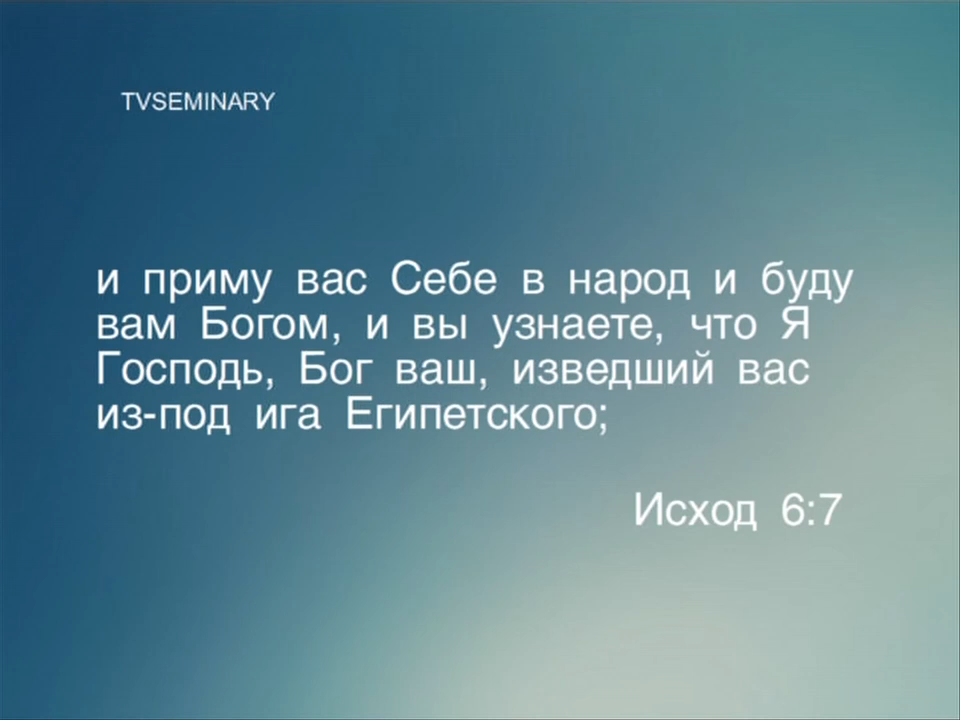 TVSEMINARY
и приму вас Себе в народ и буду
вам Богом, и вы узнаете, что Я
Господь, Бог ваш, изведший вас
из-под ига Египетского;
Исход 6:7